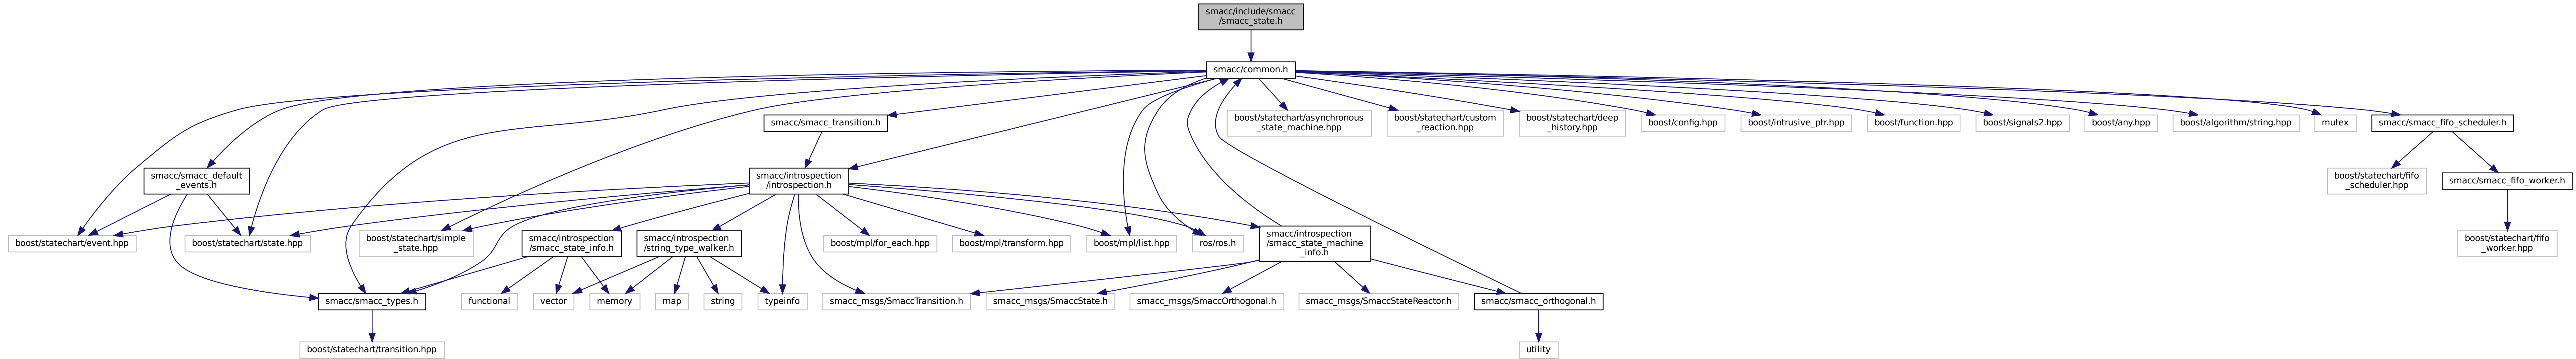 smacc/include/smacc
/smacc_state.h
smacc/common.h
smacc/smacc_transition.h
boost/statechart/asynchronous
_state_machine.hpp
boost/statechart/custom
_reaction.hpp
boost/statechart/deep
_history.hpp
boost/config.hpp
boost/intrusive_ptr.hpp
boost/function.hpp
boost/signals2.hpp
boost/any.hpp
boost/algorithm/string.hpp
mutex
smacc/smacc_fifo_scheduler.h
smacc/smacc_default
_events.h
smacc/introspection
/introspection.h
boost/statechart/fifo
_scheduler.hpp
smacc/smacc_fifo_worker.h
boost/statechart/event.hpp
boost/statechart/state.hpp
boost/statechart/simple
_state.hpp
smacc/introspection
/smacc_state_info.h
smacc/introspection
/string_type_walker.h
boost/mpl/for_each.hpp
boost/mpl/transform.hpp
boost/mpl/list.hpp
ros/ros.h
smacc/introspection
/smacc_state_machine
_info.h
boost/statechart/fifo
_worker.hpp
smacc/smacc_types.h
functional
vector
memory
map
string
typeinfo
smacc_msgs/SmaccTransition.h
smacc_msgs/SmaccState.h
smacc_msgs/SmaccOrthogonal.h
smacc_msgs/SmaccStateReactor.h
smacc/smacc_orthogonal.h
boost/statechart/transition.hpp
utility